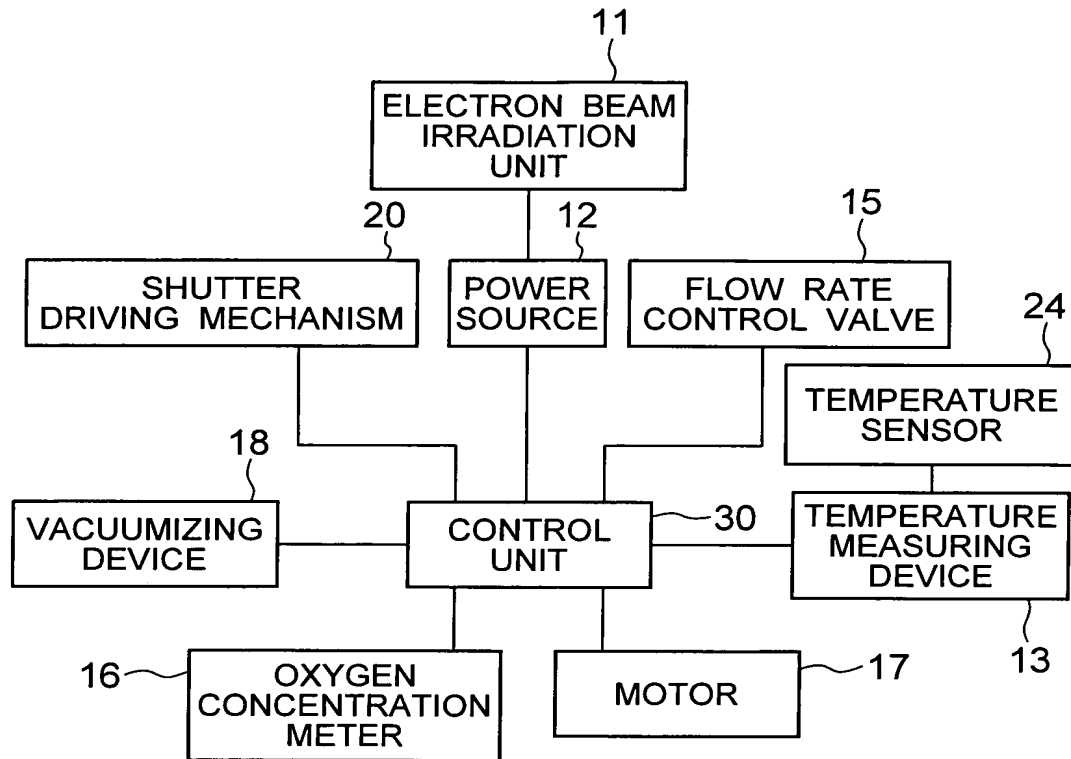 11
ELECTRON BEAM
IRRADIATION
UNIT
20
SHUTTER
DRIVING MECHANISM
12
POWER
SOURCE
15
FLOW RATE
CONTROL VALVE
24
TEMPERATURE
SENSOR
18
VACUUMIZING
DEVICE
CONTROL
UNIT
30
TEMPERATURE
MEASURING
DEVICE
13
16
OXYGEN
CONCENTRATION
METER
MOTOR
17